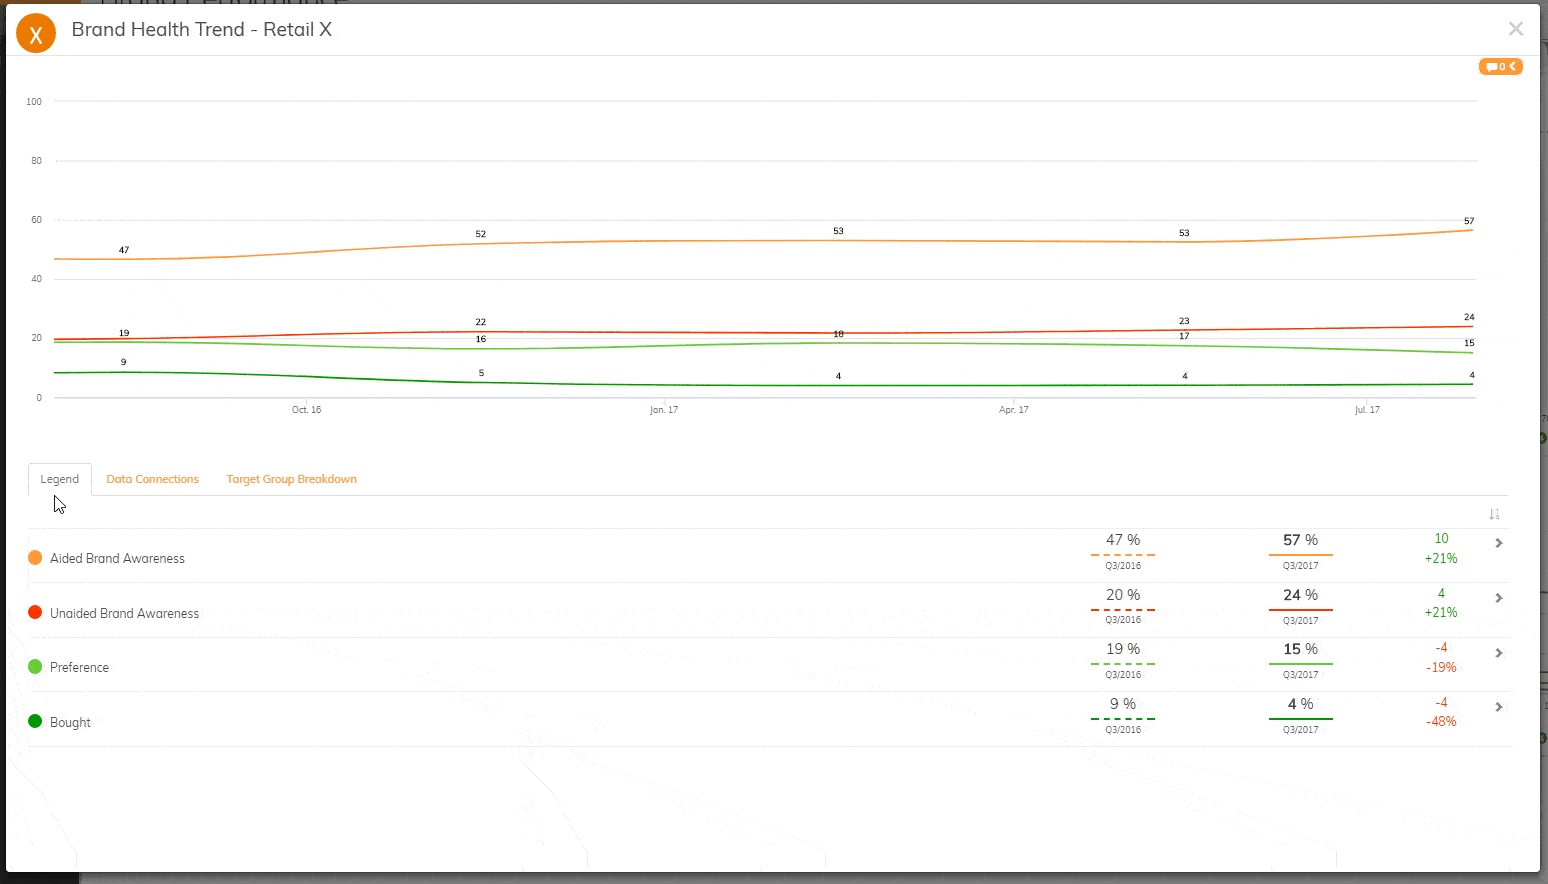 Brand Performance
X
Brand Health Trend - Retail X
0
100
80
60
40
20
0
47
52
53
53
57
19
22
18
23
24
16
17
15
9
5
4
4
4
Oct. 16
Jan. 17
Apr. 17
Jul. 17
Legend
Data Connections
Target Group Breakdown
Aided Brand Awareness
47 %
Q3/2016
57 %
Q3/2017
10
+21%
Unaided Brand Awareness
20 %
Q3/2016
24 %
Q3/2017
4
+21%
Preference
19 %
Q3/2016
15 %
Q3/2017
-4
-19%
Bought
9 %
Q3/2016
4 %
Q3/2017
-4
-48%